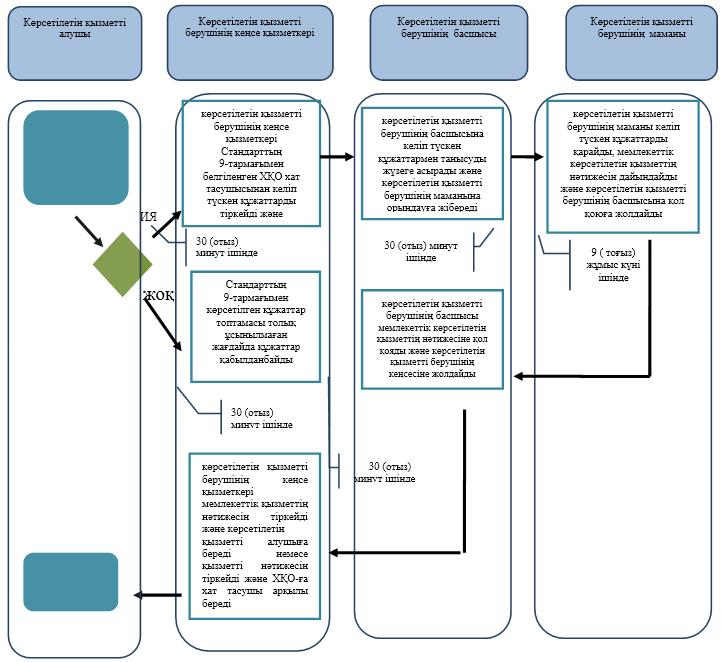 Көрсетілетін қызметті
алушы
Көрсетілетін қызметті
берушінің кеңсе қызметкері
Көрсетілетін қызметті
берушінің басшысы
Көрсетілетін қызметті
берушінің маманы
көрсетілетін қызметті
берушінің кеңсе
қызметкері
Стандарттың
9-тармағымен
белгіленген ХҚО хат
тасушысынан келіп
түскен құжаттарды
тіркейді және
көрсетілетін қызметті
берушінің басшысына
келіп түскен
құжаттармен танысуды
жүзеге асырады және
көрсетілетін қызметті
берушінің маманына
орындауға жібереді
көрсетілетін қызметті
берушінің маманы келіп
түскен құжаттарды
қарайды, мемлекеттік
көрсетілетін қызметтің
нәтижесін дайындайды
және көрсетілетін қызметті
берушінің басшысына қол
қоюға жолдайды
ИЯ
30 (отыз)
минут ішінде
30 (отыз) минут
ішінде
9 ( тоғыз)
жұмыс күні
ішінде
ЖОҚ
Стандарттың
9-тармағымен
көрсетілген құжаттар
топтамасы толық
ұсынылмаған
жағдайда құжаттар
қабылданбайды
көрсетілетін қызметті
берушінің басшысы
мемлекеттік көрсетілетін
қызметтің нәтижесіне қол
қояды және көрсетілетін
қызметті берушінің
кеңсесіне жолдайды
30 (отыз)
минут ішінде
30 (отыз)
минут ішінде
көрсетілетін қызметті
берушінің кеңсе
қызметкері
мемлекеттік қызметтің
нәтижесін тіркейді
және көрсетілетін
қызметті алушыға
береді немесе
қызметті нәтижесін
тіркейді және ХҚО-ға
хат тасушы арқылы
береді